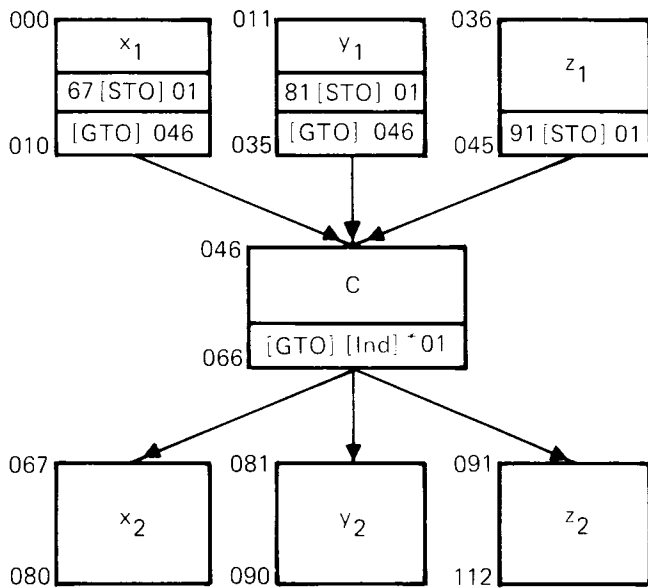 000 011 036
x1 y1 z1
67 [STO] 01 81 [STO] 01
[GTO] 046 [GTO] 046 91 [STO] 01
010 035 045
046
C
[GTO] [Ind] *01
066
067 081 091
x2 y2 z2
080 090 112